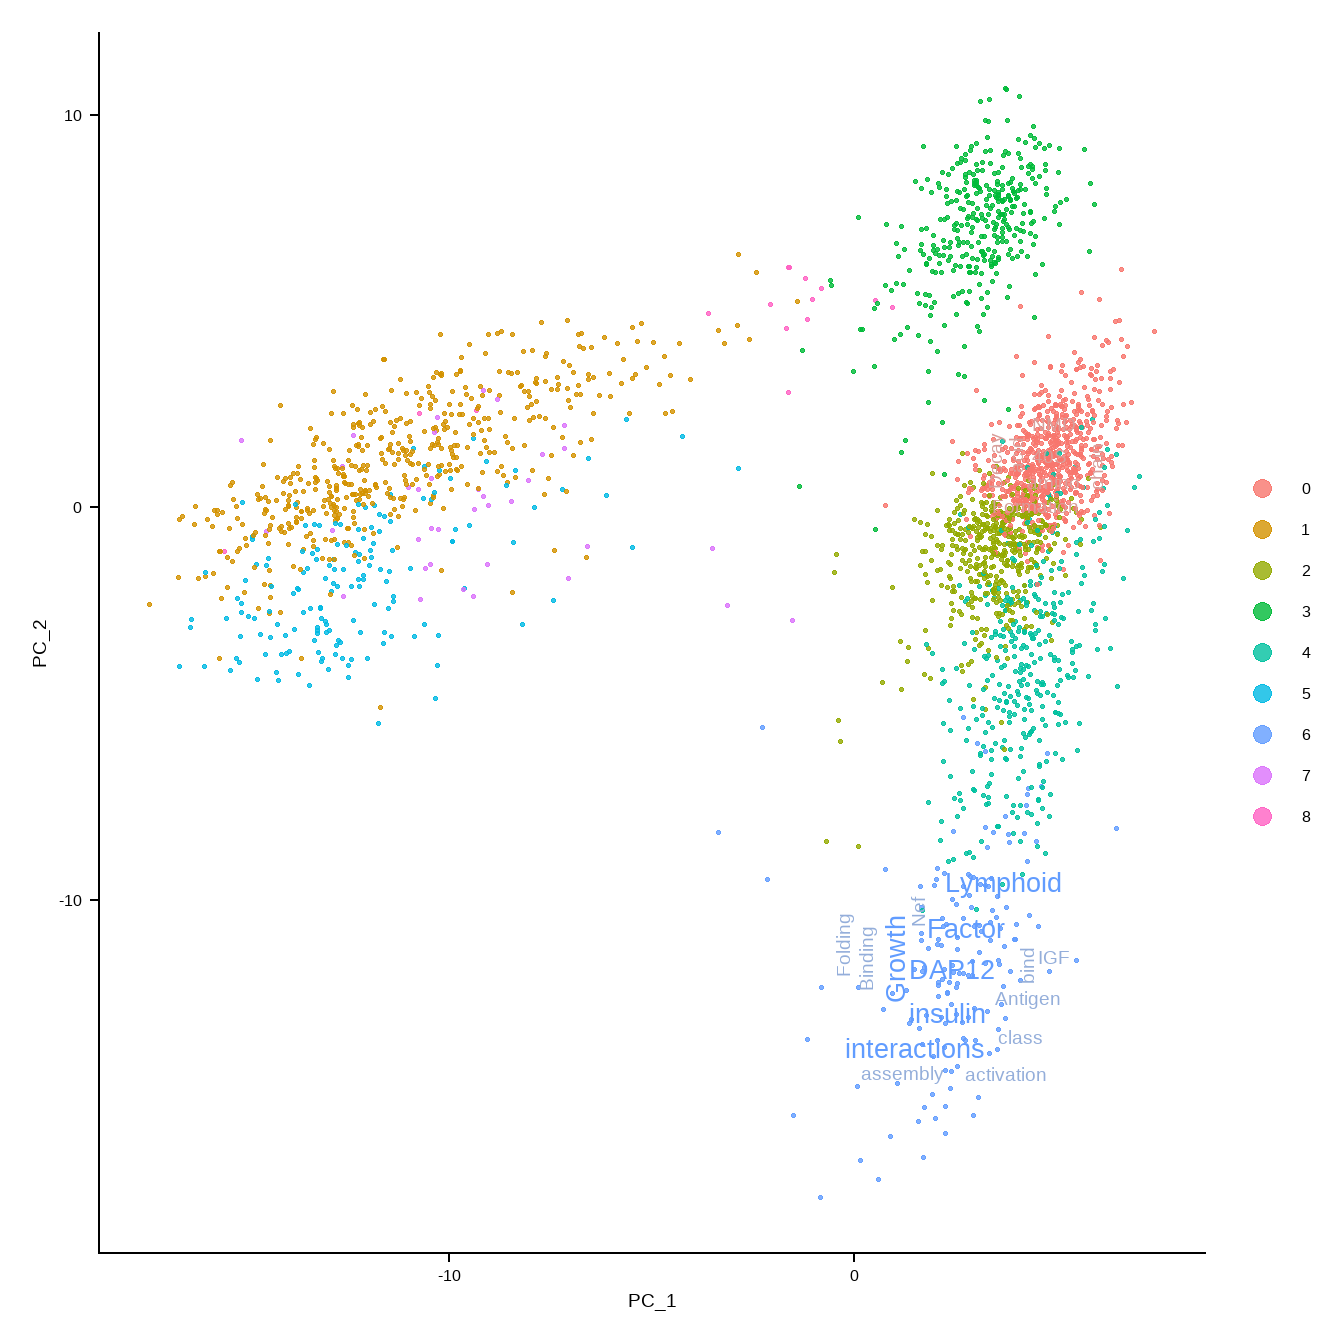 10
0
-10
PC_2
-10
0
PC_1
Lymphoid
Nef
Factor
Growth
Folding
Binding
DAP12
bind
IGF
Antigen
insulin
class
interactions
assembly
activation
0
1
2
3
4
5
6
7
8